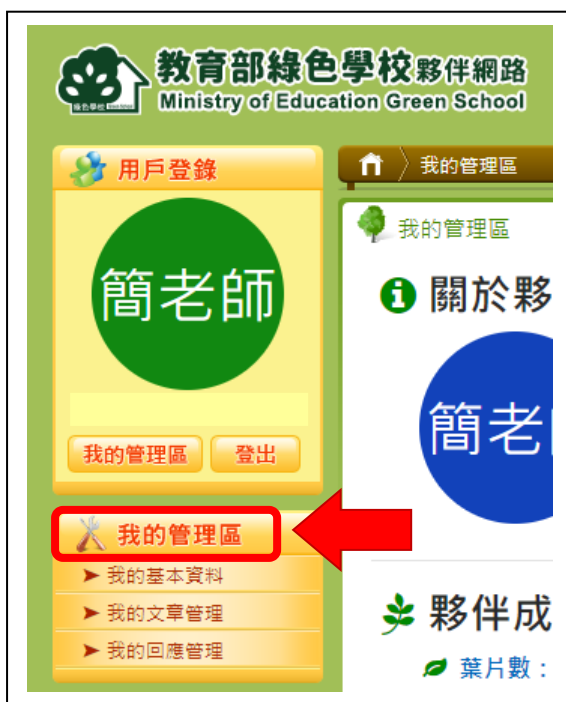 教育部綠色學校夥伴網路
Ministry of Education Green School
綠色學校
用戶登錄
簡老師
我的管理區
登出
我的管理區
我的基本資料
我的文章管理
我的回應管理
我的管理區
我的管理區
關於夥
簡老
夥伴成
葉片數：